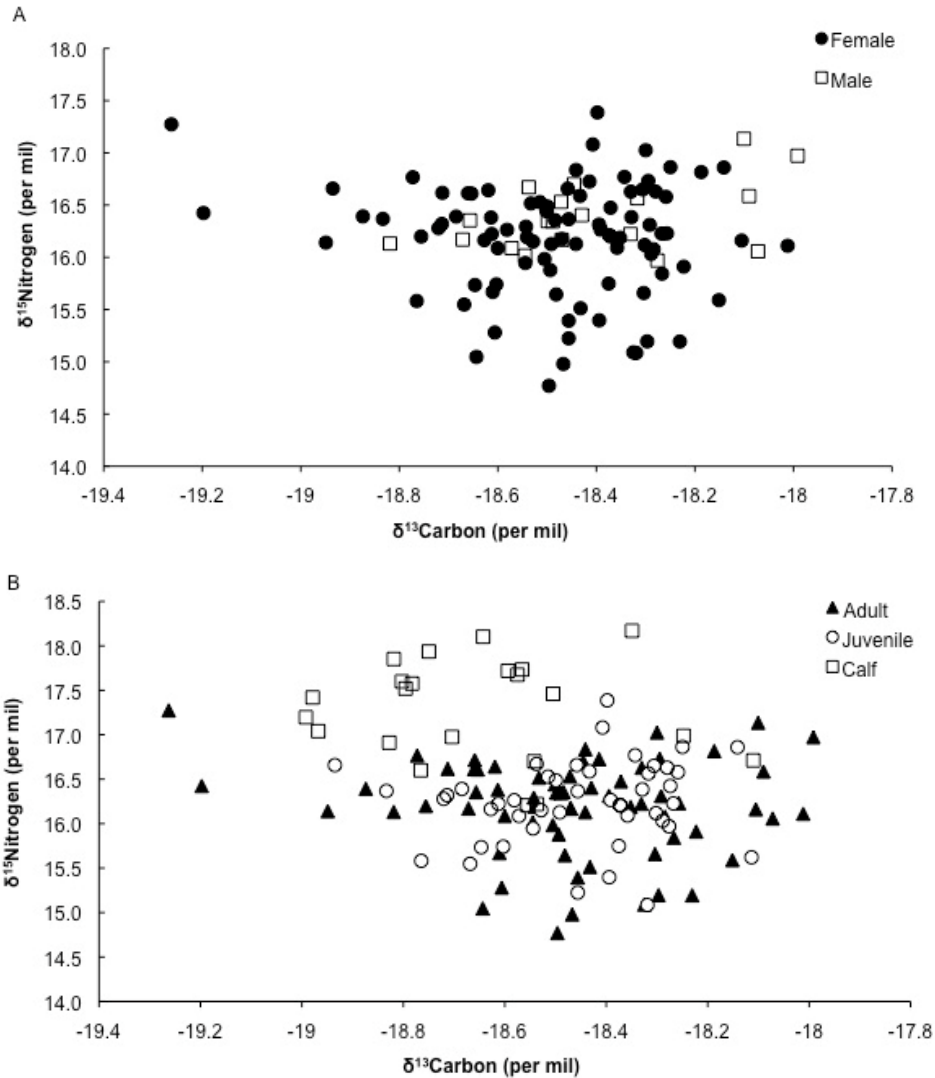 A
Female
Male
18.0
17.5
17.0
16.5
16.0
15.5
15.0
14.5
14.0
δ¹⁵Nitrogen (per mil)
-19.4 -19.2 -19 -18.8 -18.6 -18.4 -18.2 -18 -17.8
δ¹³Carbon (per mil)
B
Adult
Juvenile
Calf
18.5
18.0
17.5
17.0
16.5
16.0
15.5
15.0
14.5
14.0
δ¹⁵Nitrogen (per mil)
-19.4 -19.2 -19 -18.8 -18.6 -18.4 -18.2 -18 -17.8
δ¹³Carbon (per mil)